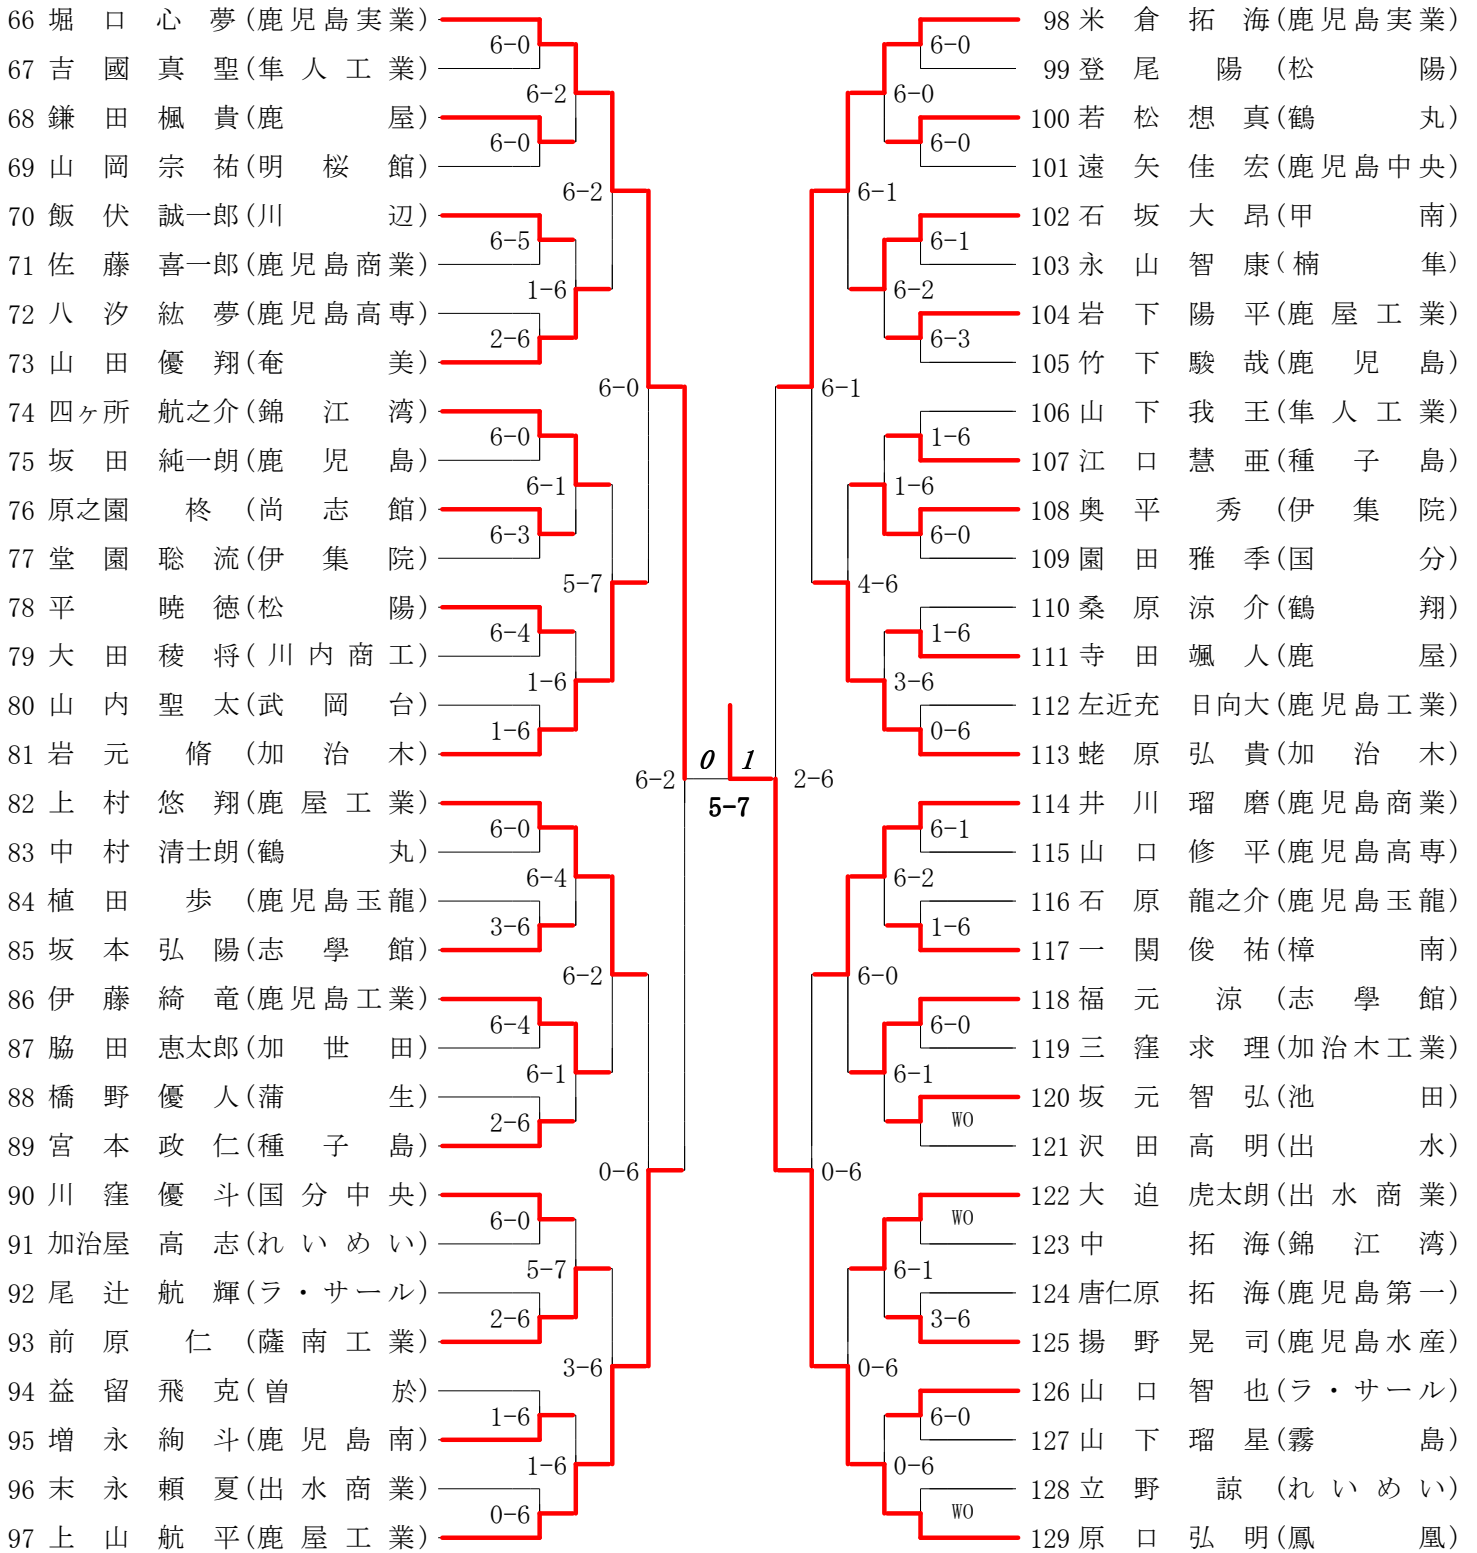 66 堀口心夢(鹿児島実業)
67 吉國真聖(隼人工業)
68 鎌田楓貴(鹿屋)
69 山岡宗祐(明桜館)
70 飯伏誠一郎(川辺)
71 佐藤喜一郎(鹿児島商業)
72 八汐紘夢(鹿児島高専)
73 山田優翔(奄美)
74 四ヶ所航之介(錦江湾)
75 坂田純一朗(鹿児島)
76 原之園柊(尚志館)
77 堂園聡流(伊集院)
78 平暁徳(松陽)
79 大田稜将(川内商工)
80 山内聖太(武岡台)
81 岩元脩(加治木)
82 上村悠翔(鹿屋工業)
83 中村清士朗(鶴丸)
84 植田歩(鹿児島玉龍)
85 坂本弘陽(志學館)
86 伊藤綺竜(鹿児島工業)
87 脇田恵太郎(加世田)
88 橋野優人(蒲生)
89 宮本政仁(種子島)
90 川窪優斗(国分中央)
91 加治屋高志(れいめい)
92 尾辻航輝(ラ・サール)
93 前原仁(薩南工業)
94 益留飛克(曽於)
95 増永絢斗(鹿児島南)
96 末永頼夏(出水商業)
97 上山航平(鹿屋工業)
6-0
6-0
6-5
2-6
6-0
6-3
6-4
1-6
6-0
3-6
6-4
2-6
6-0
2-6
1-6
0-6
6-2
1-6
6-1
1-6
6-4
6-1
5-7
1-6
6-2
5-7
6-2
3-6
6-0
0-6
6-2
0 1
5-7
2-6
6-1
0-6
6-1
4-6
6-0
0-6
6-0
6-2
1-6
3-6
6-2
6-1
6-1
0-6
6-0
6-0
6-1
6-3
1-6
6-0
1-6
0-6
6-1
1-6
6-0
WO
WO
3-6
6-0
WO
98 米倉拓海(鹿児島実業)
99 登尾陽(松陽)
100 若松想真(鶴丸)
101 遠矢佳宏(鹿児島中央)
102 石坂大昂(甲南)
103 永山智康(楠隼)
104 岩下陽平(鹿屋工業)
105 竹下駿哉(鹿児島)
106 山下我王(隼人工業)
107 江口慧亜(種子島)
108 奥平秀(伊集院)
109 園田雅季(国分)
110 桑原涼介(鶴翔)
111 寺田颯人(鹿屋)
112 左近充日向大(鹿児島工業)
113 蛯原弘貴(加治木)
114 井川瑠磨(鹿児島商業)
115 山口修平(鹿児島高専)
116 石原龍之介(鹿児島玉龍)
117 一関俊祐(樟南)
118 福元涼(志學館)
119 三窪求理(加治木工業)
120 坂元智弘(池田)
121 沢田高明(出水)
122 大迫虎太朗(出水商業)
123 中拓海(錦江湾)
124 唐仁原拓海(鹿児島第一)
125 揚野晃司(鹿児島水産)
126 山口智也(ラ・サール)
127 山下瑠星(霧島)
128 立野諒(れいめい)
129 原口弘明(鳳凰)